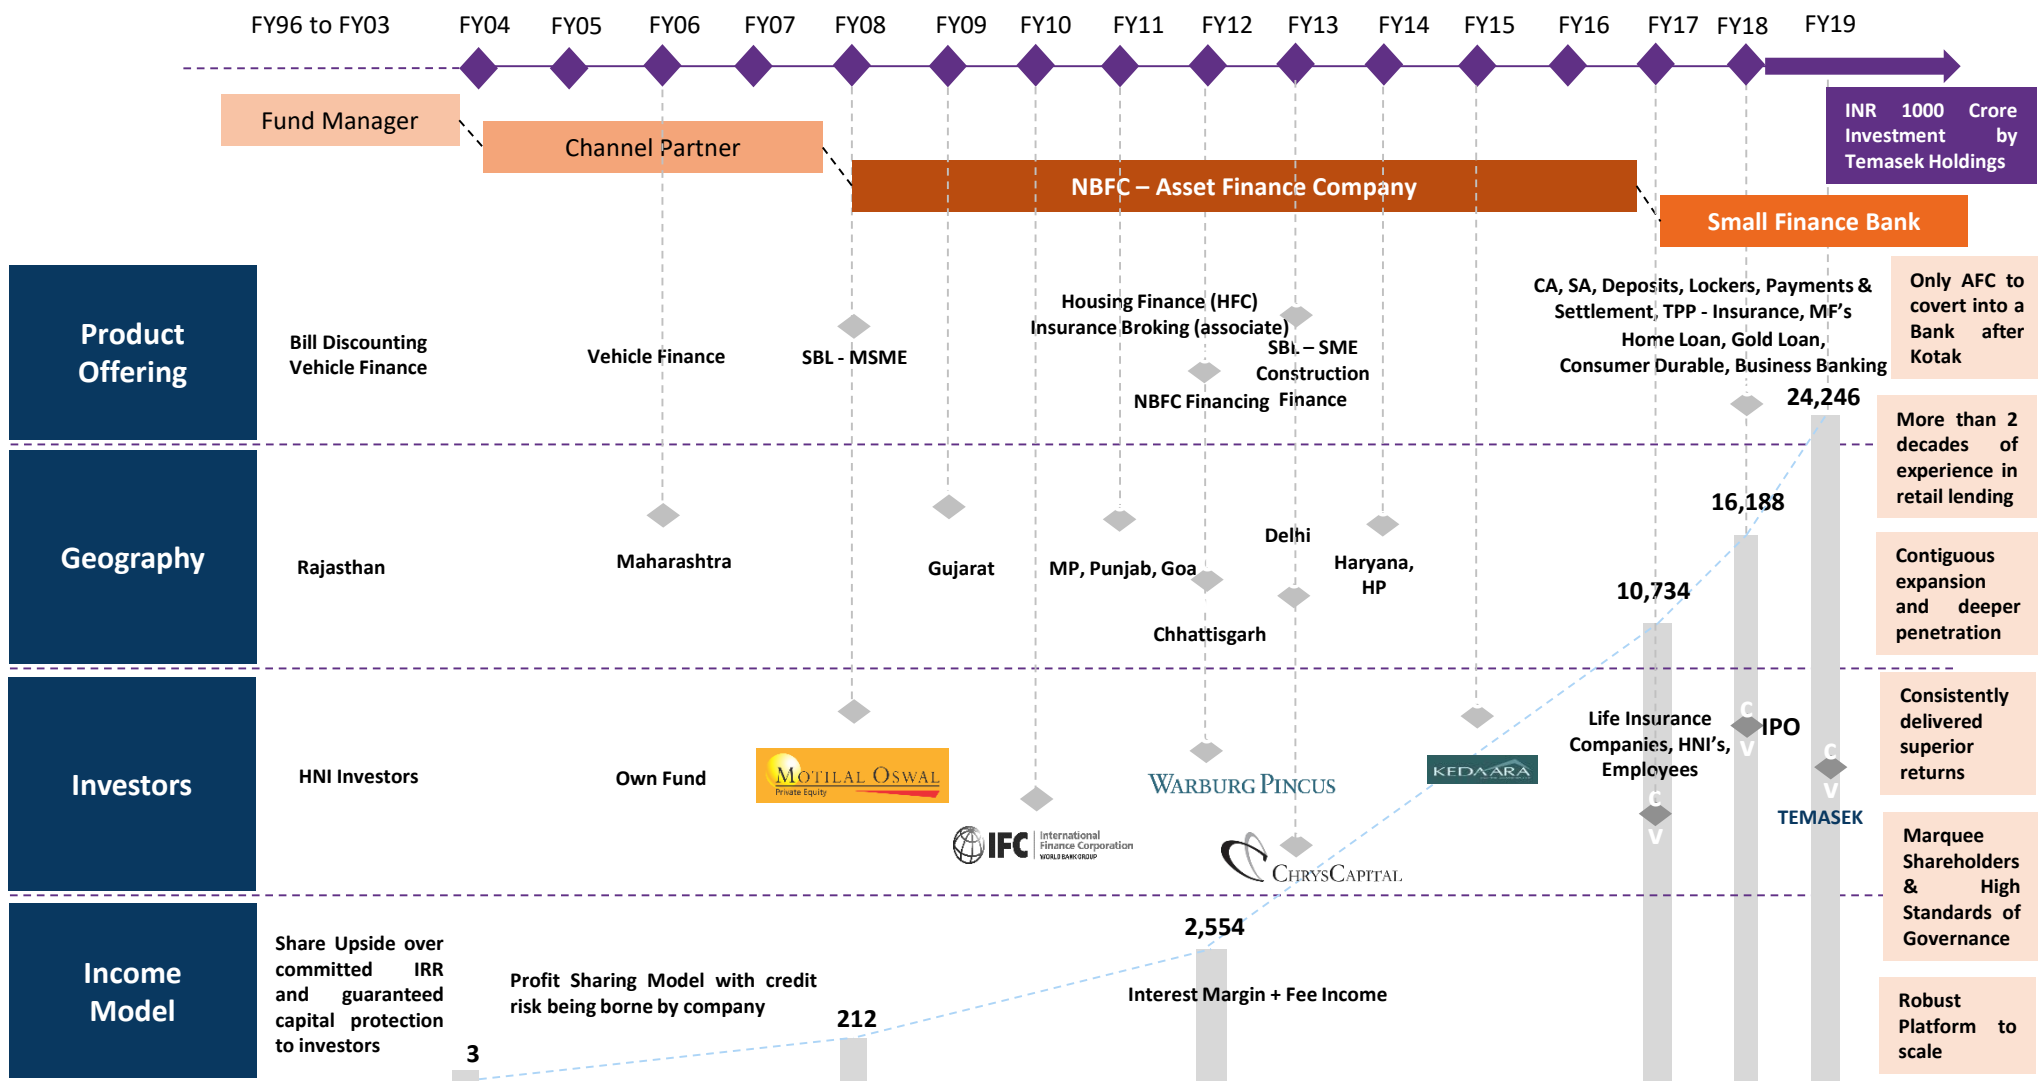 FY96 to FY03
FY04
FY05
FY06
FY07
FY08
FY09
FY10
FY11
FY12
FY13
FY14
FY15
FY16
FY17
FY18
FY19
Fund Manager
Channel Partner
NBFC – Asset Finance Company
Small Finance Bank
INR 1000 Crore
Investment by
Temasek Holdings
Product
Offering
Bill Discounting
Vehicle Finance
Vehicle Finance
SBL - MSME
Housing Finance (HFC)
Insurance Broking (associate)
NBFC Financing
SBL – SME
Construction
Finance
CA, SA, Deposits, Lockers, Payments &
Settlement, TPP - Insurance, MF's
Home Loan, Gold Loan,
Consumer Durable, Business Banking
24,246
Only AFC to
covert into a
Bank after
Kotak
More than 2
decades of
experience in
retail lending
Geography
Rajasthan
Maharashtra
Gujarat
MP, Punjab, Goa
Chhattisgarh
Delhi
Haryana,
HP
10,734
16,188
Contiguous
expansion
and deeper
penetration
Investors
HNI Investors
Own Fund
MOTILAL OSWAL
Private Equity
IFC
International
Finance Corporation
WORLD BANK GROUP
WARBURG PINCUS
CHRYSCAPITAL
KEDAARA
Life Insurance
Companies, HNI's,
Employees
C
V
C
V
IPO
C
V
TEMASEK
Consistently
delivered
superior
returns
Marquee
Shareholders
& High
Standards of
Governance
Income
Model
Share Upside over
committed IRR
and guaranteed
capital protection
to investors
3
Profit Sharing Model with credit
risk being borne by company
212
2,554
Interest Margin + Fee Income
Robust
Platform to
scale